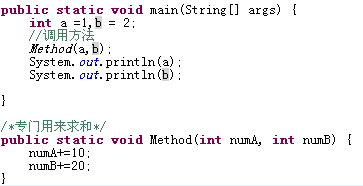 public static void main(String[] args) {
int a =1,b = 2;
//调用方法
Method(a,b);
System.out.println(a);
System.out.println(b);
}
/*专门用来求和*/
public static void Method(int numA, int numB) {
numA+=10;
numB+=20;
}